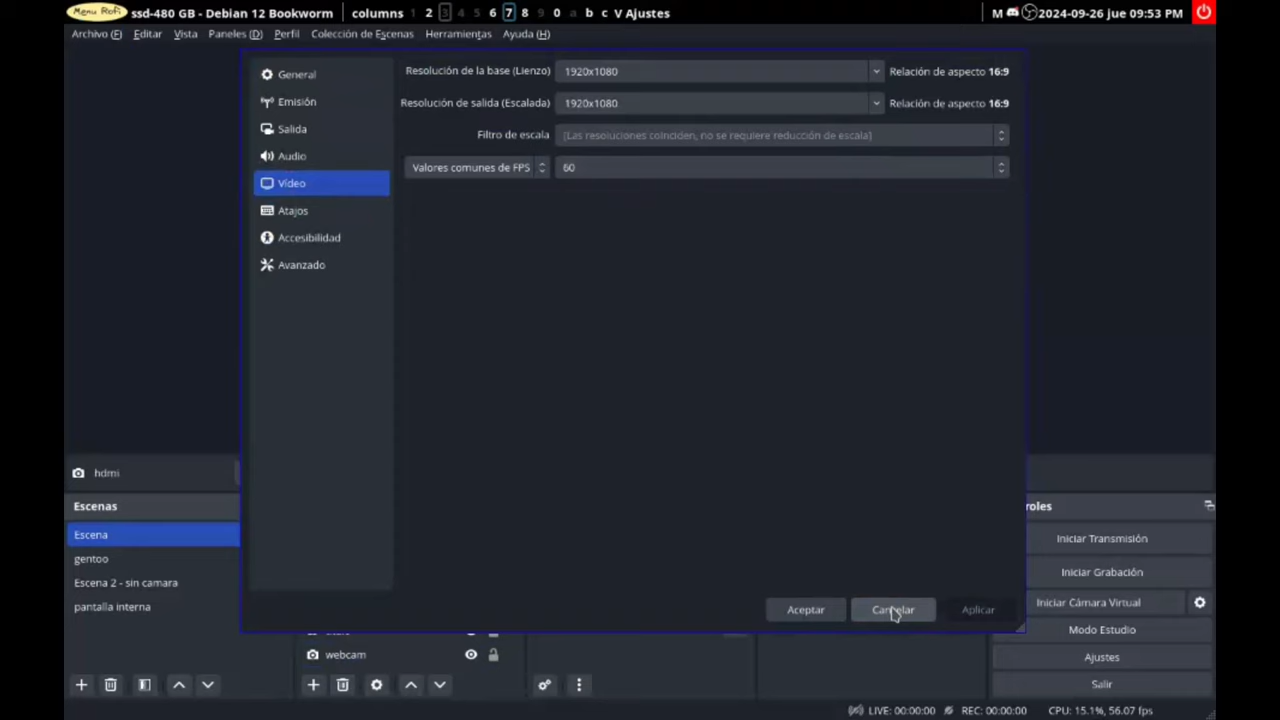 Menu Rofi ssd-480 GB - Debian 12 Bookworm columns 1 2 3 4 5 6 7 8 9 0 a b c V Ajustes M 2024-09-26 jue 09:53 PM
Archivo (F) Editar Vista Paneles (D) Perfil Colección de Escenas Herramientas Ayuda (H)
General
Emisión
Salida
Audio
Vídeo
Atajos
Accesibilidad
Avanzado
Resolución de la base (Lienzo) 1920x1080 Relación de aspecto 16:9
Resolución de salida (Escalada) 1920x1080 Relación de aspecto 16:9
Filtro de escala [Las resoluciones coinciden, no se requiere reducción de escala]
Valores comunes de FPS 60
Aceptar Cancelar Aplicar
hdmi
Escenas
Escena
gentoo
Escena 2 - sin camara
pantalla interna
webcam
roles
Iniciar Transmisión
Iniciar Grabación
Iniciar Cámara Virtual
Modo Estudio
Ajustes
Salir
LIVE: 00:00:00 REC: 00:00:00 CPU: 15.1%, 56.07 fps